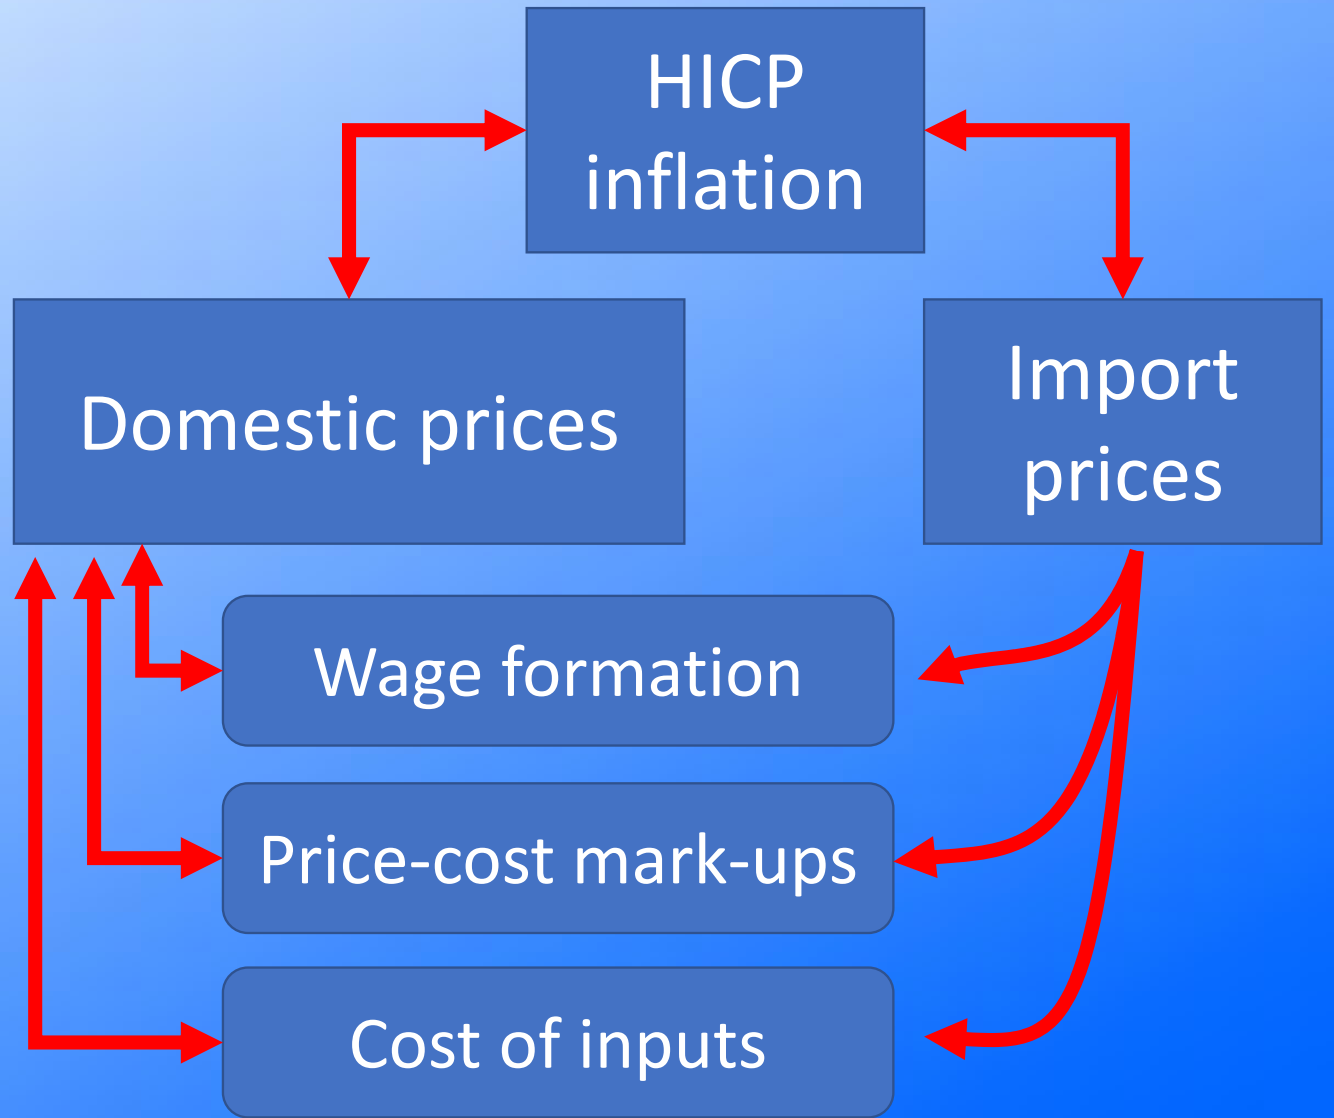 HICP
inflation
Domestic prices
Import
prices
Wage formation
Price-cost mark-ups
Cost of inputs